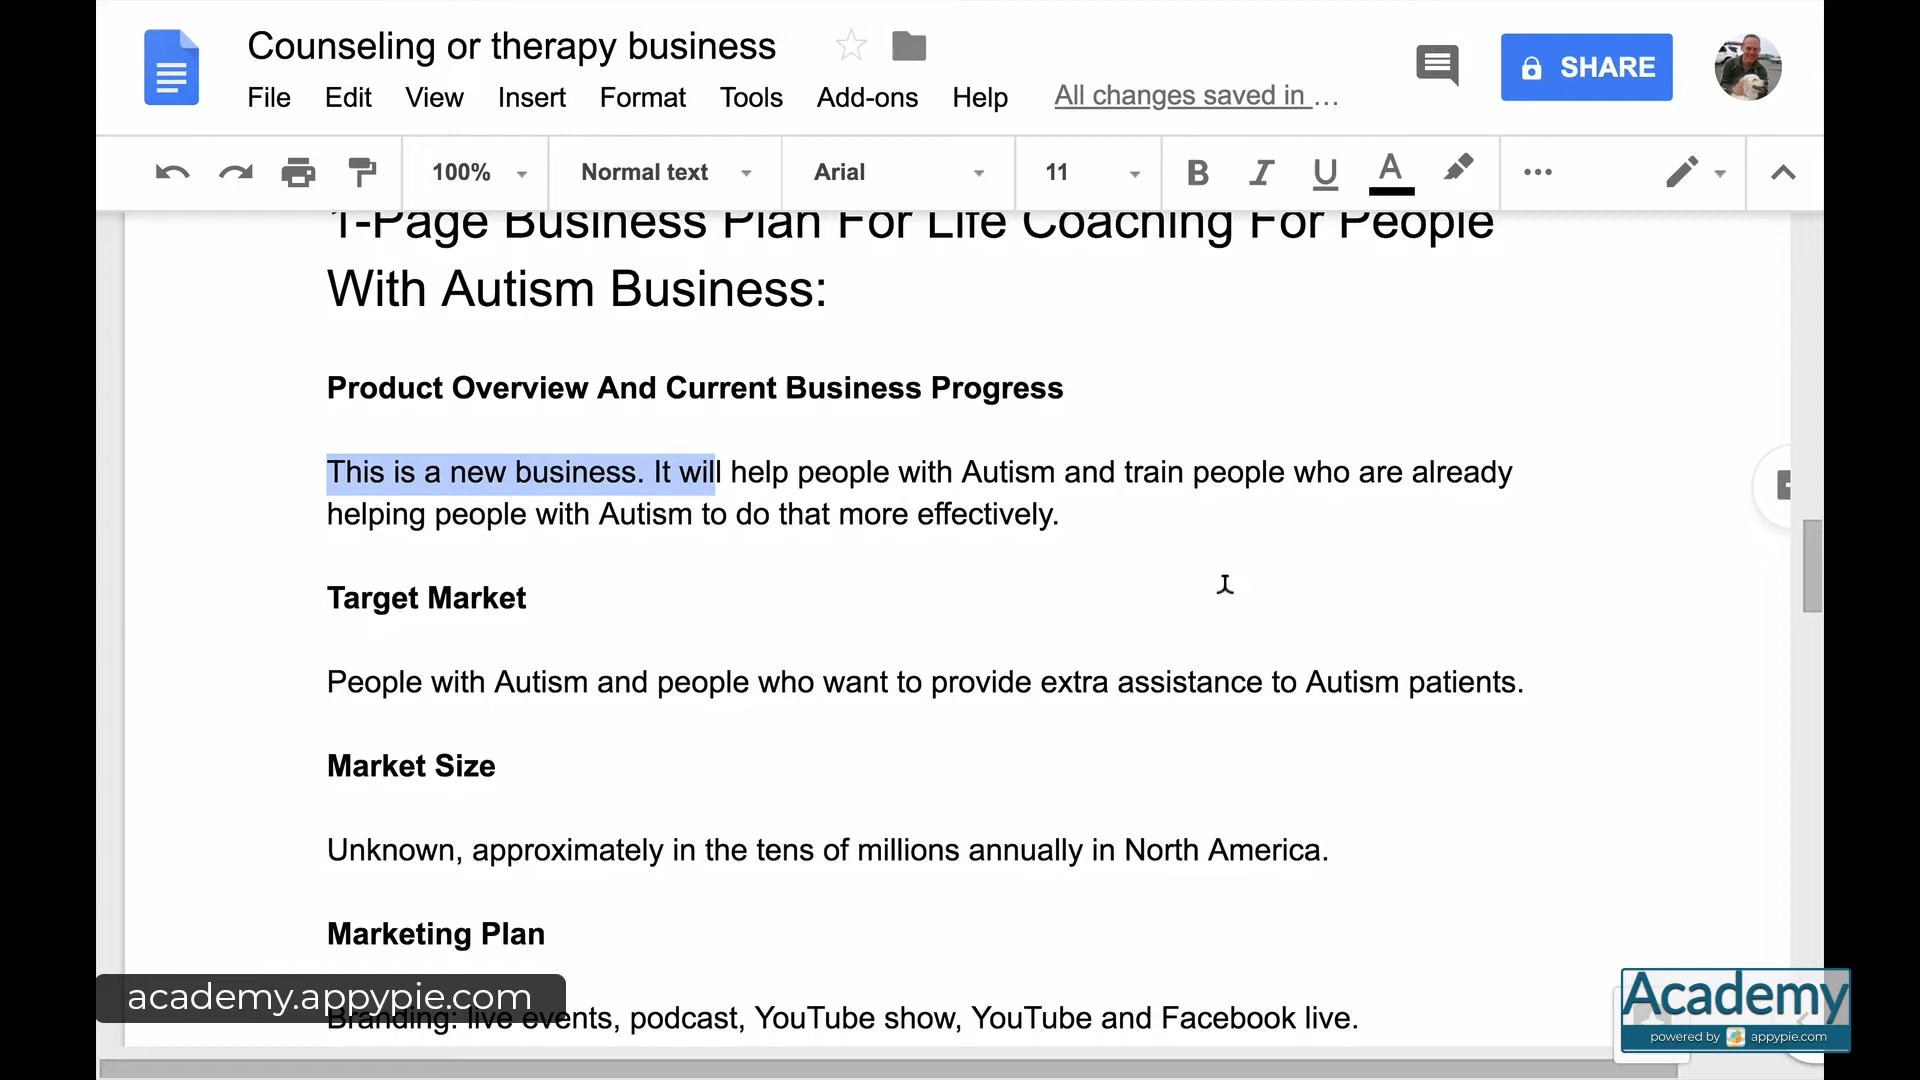 Counseling or therapy business
File Edit View Insert Format Tools Add-ons Help All changes saved in ...
SHARE
100% Normal text Arial 11 B I U A
1-Page Business Plan For Life Coaching For People
With Autism Business:
Product Overview And Current Business Progress
This is a new business. It will help people with Autism and train people who are already
helping people with Autism to do that more effectively.
Target Market
People with Autism and people who want to provide extra assistance to Autism patients.
Market Size
Unknown, approximately in the tens of millions annually in North America.
Marketing Plan
Branding: live events, podcast, YouTube show, YouTube and Facebook live.
academy.appypie.com
Academy
powered by appypie.com